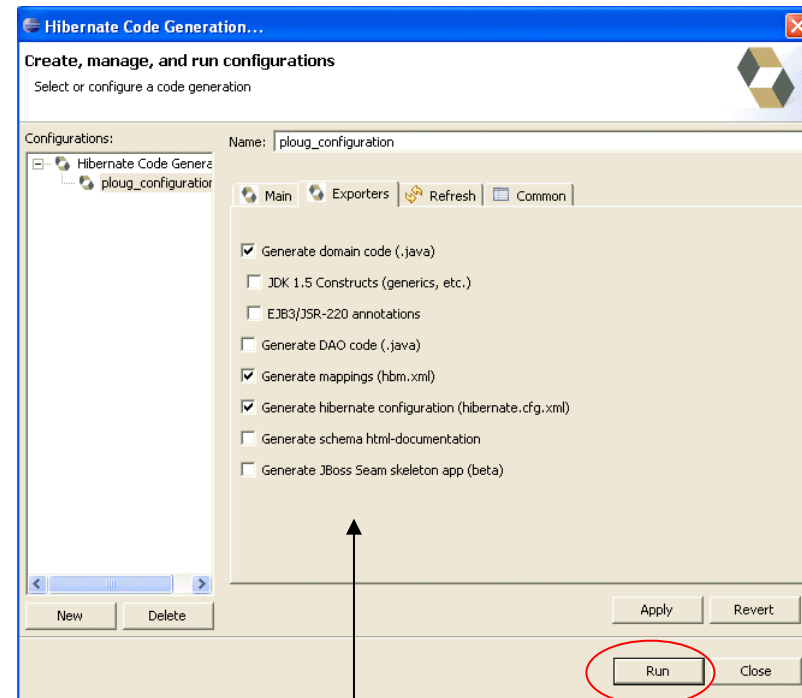 Hibernate Code Generation...
Create, manage, and run configurations
Select or configure a code generation
Configurations:
Hibernate Code Genera
ploug_configuration
New
Delete
Name: ploug_configuration
Main
Exporters
Refresh
Common
Generate domain code (.java)
JDK 1.5 Constructs (generics, etc.)
EJB3/JSR-220 annotations
Generate DAO code (.java)
Generate mappings (hbm.xml)
Generate hibernate configuration (hibernate.cfg.xml)
Generate schema html-documentation
Generate JBoss Seam skeleton app (beta)
Apply
Revert
Run
Close